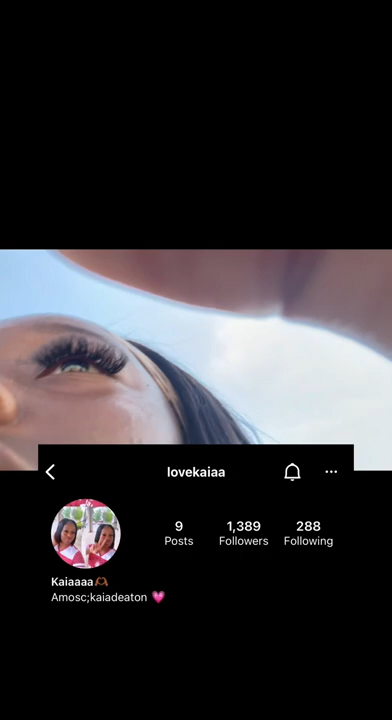 lovekaiaa
9 1,389 288
Posts Followers Following
Kaiaaaa🫶🏾
Amosc;kaiadeaton 💗